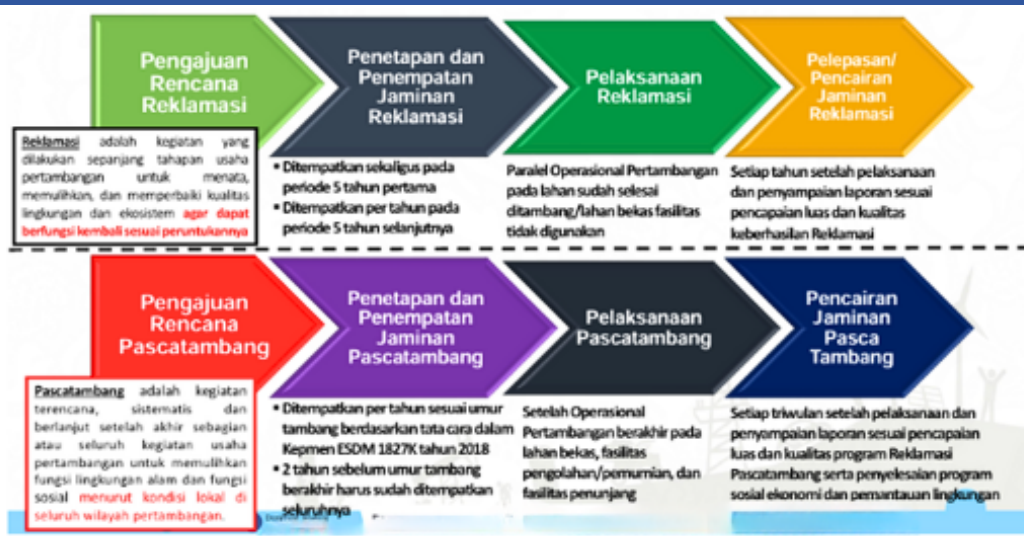 Pengajuan
Rencana
Reklamasi
Penetapan dan
Penempatan
Jaminan
Reklamasi
Pelaksanaan
Reklamasi
Pelepasan/
Pencairan
Jaminan
Reklamasi
Reklamasi adalah kegiatan yang
dilakukan sepanjang tahapan usaha
pertambangan untuk menata,
memulihkan, dan memperbaiki kualitas
lingkungan dan ekosistem agar dapat
berfungsi kembali sesuai peruntukannya
▪ Ditempatkan sekaligus pada
periode 5 tahun pertama
▪ Ditempatkan per tahun pada
periode 5 tahun selanjutnya
Paralel Operasional Pertambangan
pada lahan sudah selesai
ditambang/lahan bekas fasilitas
tidak digunakan
Setiap tahun setelah pelaksanaan
dan penyampaian laporan sesuai
pencapaian luas dan kualitas
keberhasilan Reklamasi
Pengajuan
Rencana
Pascatambang
Penetapan dan
Penempatan
Jaminan
Pascatambang
Pelaksanaan
Pascatambang
Pencairan
Jaminan
Pasca
Tambang
Pascatambang adalah kegiatan
terencana, sistematis dan
berlanjut setelah akhir sebagian
atau seluruh kegiatan usaha
pertambangan untuk memulihkan
fungsi lingkungan alam dan fungsi
sosial menurut kondisi lokal di
seluruh wilayah pertambangan.
▪ Ditempatkan per tahun sesuai umur
tambang berdasarkan tata cara dalam
Kepmen ESDM 1827K tahun 2018
▪ 2 tahun sebelum umur tambang
berakhir harus sudah ditempatkan
seluruhnya
Setelah Operasional
Pertambangan berakhir pada
lahan bekas, fasilitas
pengolahan/pemurnian, dan
fasilitas penunjang
Setiap triwulan setelah pelaksanaan dan
penyampaian laporan sesuai pencapaian
luas dan kualitas program Reklamasi
Pascatambang serta penyelesaian program
sosial ekonomi dan pemantauan lingkungan